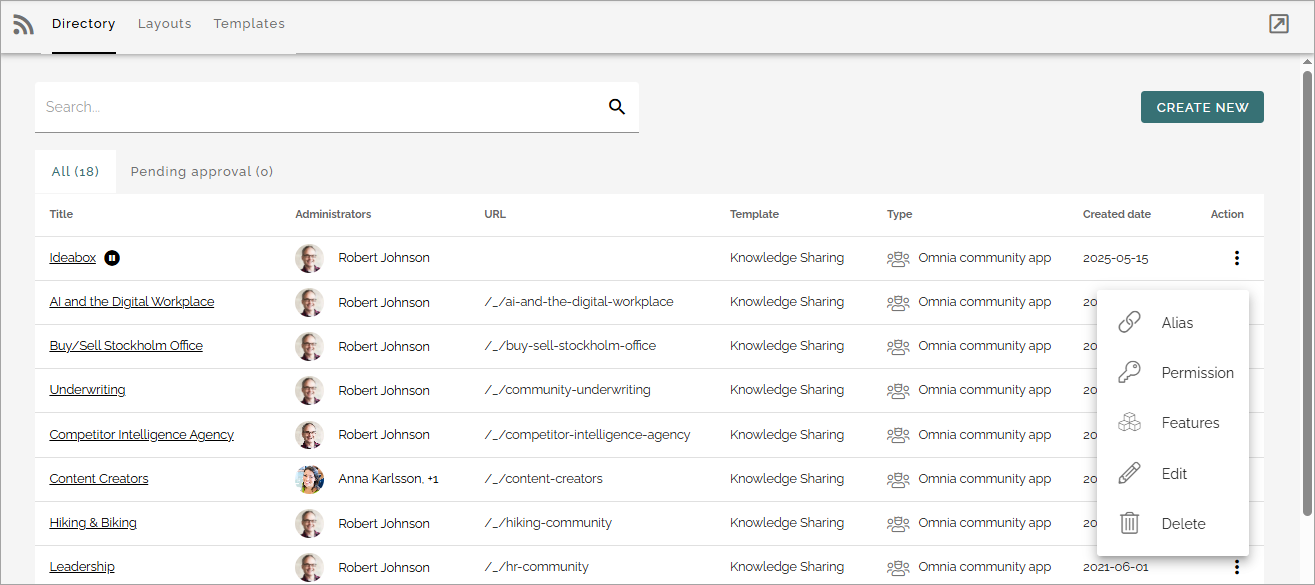 Directory Layouts Templates
Search...
CREATE NEW
All (18) Pending approval (0)
Title Administrators URL Template Type Created date Action
Ideabox Robert Johnson Knowledge Sharing Omnia community app 2025-05-15
AI and the Digital Workplace Robert Johnson /_/ai-and-the-digital-workplace Knowledge Sharing Omnia community app 20
Alias
Buy/Sell Stockholm Office Robert Johnson /_/buy-sell-stockholm-office Knowledge Sharing Omnia community app 20
Permission
Underwriting Robert Johnson /_/community-underwriting Knowledge Sharing Omnia community app 20
Features
Competitor Intelligence Agency Robert Johnson /_/competitor-intelligence-agency Knowledge Sharing Omnia community app 20
Edit
Content Creators Anna Karlsson, +1 /_/content-creators Knowledge Sharing Omnia community app 20
Hiking & Biking Robert Johnson /_/hiking-community Knowledge Sharing Omnia community app 20
Delete
Leadership Robert Johnson /_/hr-community Knowledge Sharing Omnia community app 2021-06-01